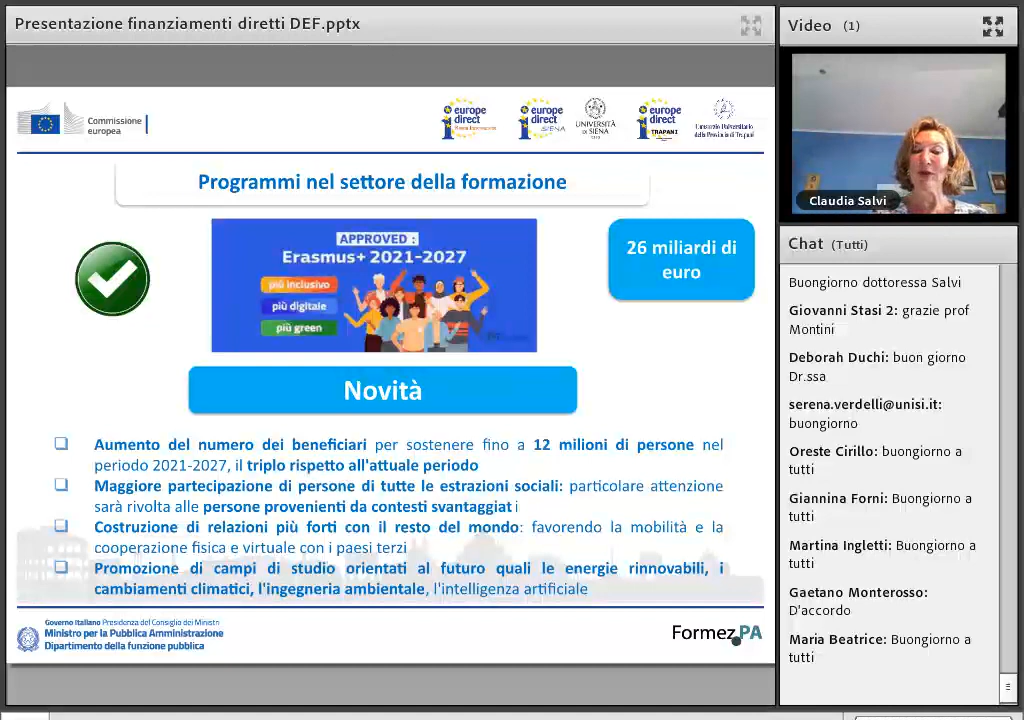 Presentazione finanziamenti diretti DEF.pptx
Commissione
europea
europe
direct
europe
direct
SIENA
UNIVERSITÀ
DI SIENA
europe
direct
TRAPANI
Programmi nel settore della formazione
APPROVED :
Erasmus+ 2021-2027
più inclusivo
più digitale
più green
26 miliardi di
euro
Novità
Aumento del numero dei beneficiari per sostenere fino a 12 milioni di persone nel
periodo 2021-2027, il triplo rispetto all'attuale periodo
Maggiore partecipazione di persone di tutte le estrazioni sociali: particolare attenzione
sarà rivolta alle persone provenienti da contesti svantaggiati
Costruzione di relazioni più forti con il resto del mondo: favorendo la mobilità e la
cooperazione fisica e virtuale con i paesi terzi
Promozione di campi di studio orientati al futuro quali le energie rinnovabili, i
cambiamenti climatici, l'ingegneria ambientale, l'intelligenza artificiale
Governo Italiano Presidenza del Consiglio dei Ministri
Ministro per la Pubblica Amministrazione
Dipartimento della funzione pubblica
Formez PA
Video (1)
Claudia Salvi
Chat (Tutti)
Buongiorno dottoressa Salvi
Giovanni Stasi 2: grazie prof
Montini
Deborah Duchi: buon giorno
Dr.ssa
serena.verdelli@unisi.it:
buongiorno
Oreste Cirillo: buongiorno a
tutti
Giannina Forni: Buongiorno a
tutti
Martina Ingletti: Buongiorno a
tutti
Gaetano Monterosso:
D'accordo
Maria Beatrice: Buongiorno a
tutti